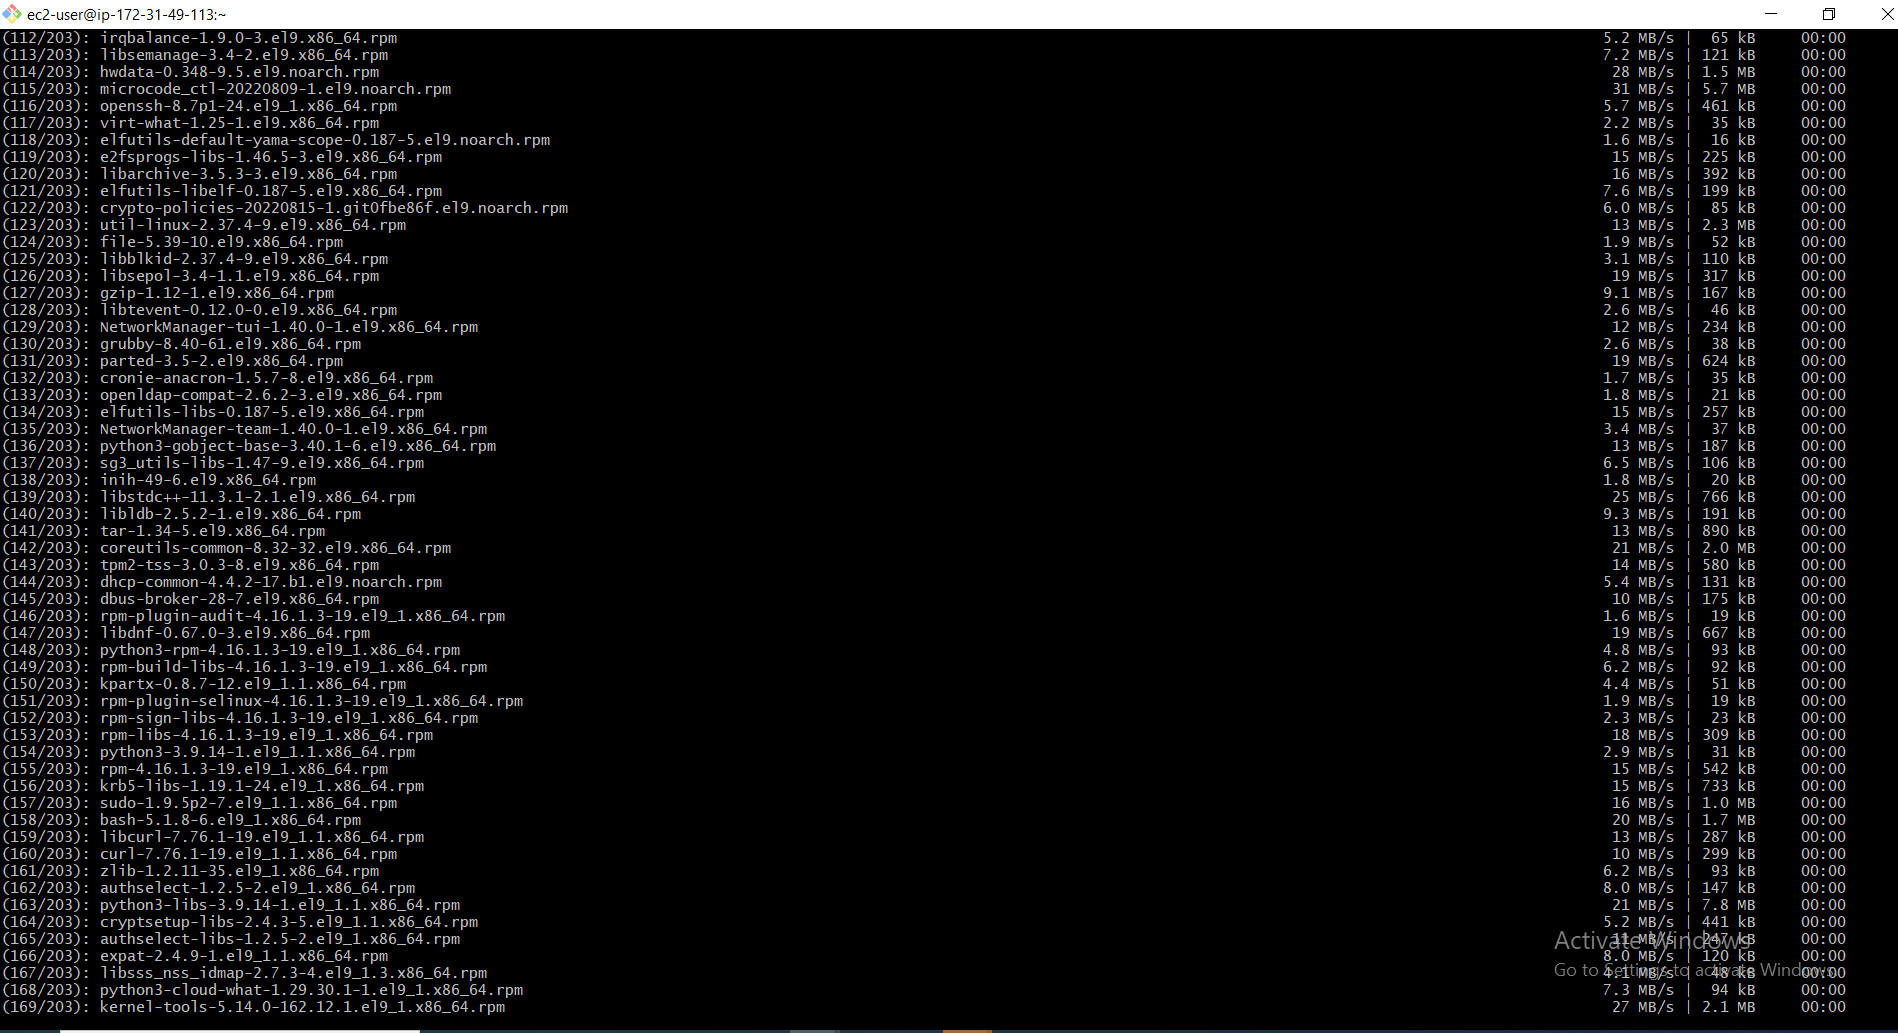 ec2-user@ip-172-31-49-113:~
(112/203): irqbalance-1.9.0-3.el9.x86_64.rpm 5.2 MB/s | 65 kB 00:00
(113/203): libsemanage-3.4-2.el9.x86_64.rpm 7.2 MB/s | 121 kB 00:00
(114/203): hwdata-0.348-9.5.el9.noarch.rpm 28 MB/s | 1.5 MB 00:00
(115/203): microcode_ctl-20220809-1.el9.noarch.rpm 31 MB/s | 5.7 MB 00:00
(116/203): openssh-8.7p1-24.el9_1.x86_64.rpm 5.7 MB/s | 461 kB 00:00
(117/203): virt-what-1.25-1.el9.x86_64.rpm 2.2 MB/s | 35 kB 00:00
(118/203): elfutils-default-yama-scope-0.187-5.el9.noarch.rpm 1.6 MB/s | 16 kB 00:00
(119/203): e2fsprogs-libs-1.46.5-3.el9.x86_64.rpm 15 MB/s | 225 kB 00:00
(120/203): libarchive-3.5.3-3.el9.x86_64.rpm 16 MB/s | 392 kB 00:00
(121/203): elfutils-libelf-0.187-5.el9.x86_64.rpm 7.6 MB/s | 199 kB 00:00
(122/203): crypto-policies-20220815-1.git0fbe86f.el9.noarch.rpm 6.0 MB/s | 85 kB 00:00
(123/203): util-linux-2.37.4-9.el9.x86_64.rpm 13 MB/s | 2.3 MB 00:00
(124/203): file-5.39-10.el9.x86_64.rpm 1.9 MB/s | 52 kB 00:00
(125/203): libblkid-2.37.4-9.el9.x86_64.rpm 3.1 MB/s | 110 kB 00:00
(126/203): libsepol-3.4-1.1.el9.x86_64.rpm 19 MB/s | 317 kB 00:00
(127/203): gzip-1.12-1.el9.x86_64.rpm 9.1 MB/s | 167 kB 00:00
(128/203): libtevent-0.12.0-0.el9.x86_64.rpm 2.6 MB/s | 46 kB 00:00
(129/203): NetworkManager-tui-1.40.0-1.el9.x86_64.rpm 12 MB/s | 234 kB 00:00
(130/203): grubby-8.40-61.el9.x86_64.rpm 2.6 MB/s | 38 kB 00:00
(131/203): parted-3.5-2.el9.x86_64.rpm 19 MB/s | 624 kB 00:00
(132/203): cronie-anacron-1.5.7-8.el9.x86_64.rpm 1.7 MB/s | 35 kB 00:00
(133/203): openldap-compat-2.6.2-3.el9.x86_64.rpm 1.8 MB/s | 21 kB 00:00
(134/203): elfutils-libs-0.187-5.el9.x86_64.rpm 15 MB/s | 257 kB 00:00
(135/203): NetworkManager-team-1.40.0-1.el9.x86_64.rpm 3.4 MB/s | 37 kB 00:00
(136/203): python3-gobject-base-3.40.1-6.el9.x86_64.rpm 13 MB/s | 187 kB 00:00
(137/203): sg3_utils-libs-1.47-9.el9.x86_64.rpm 6.5 MB/s | 106 kB 00:00
(138/203): inih-49-6.el9.x86_64.rpm 1.8 MB/s | 20 kB 00:00
(139/203): libstdc++-11.3.1-2.1.el9.x86_64.rpm 25 MB/s | 766 kB 00:00
(140/203): libldb-2.5.2-1.el9.x86_64.rpm 9.3 MB/s | 191 kB 00:00
(141/203): tar-1.34-5.el9.x86_64.rpm 13 MB/s | 890 kB 00:00
(142/203): coreutils-common-8.32-32.el9.x86_64.rpm 21 MB/s | 2.0 MB 00:00
(143/203): tpm2-tss-3.0.3-8.el9.x86_64.rpm 14 MB/s | 580 kB 00:00
(144/203): dhcp-common-4.4.2-17.b1.el9.noarch.rpm 5.4 MB/s | 131 kB 00:00
(145/203): dbus-broker-28-7.el9.x86_64.rpm 10 MB/s | 175 kB 00:00
(146/203): rpm-plugin-audit-4.16.1.3-19.el9_1.x86_64.rpm 1.6 MB/s | 19 kB 00:00
(147/203): libdnf-0.67.0-3.el9.x86_64.rpm 19 MB/s | 667 kB 00:00
(148/203): python3-rpm-4.16.1.3-19.el9_1.x86_64.rpm 4.8 MB/s | 93 kB 00:00
(149/203): rpm-build-libs-4.16.1.3-19.el9_1.x86_64.rpm 6.2 MB/s | 92 kB 00:00
(150/203): kpartx-0.8.7-12.el9_1.1.x86_64.rpm 4.4 MB/s | 51 kB 00:00
(151/203): rpm-plugin-selinux-4.16.1.3-19.el9_1.x86_64.rpm 1.9 MB/s | 19 kB 00:00
(152/203): rpm-sign-libs-4.16.1.3-19.el9_1.x86_64.rpm 2.3 MB/s | 23 kB 00:00
(153/203): rpm-libs-4.16.1.3-19.el9_1.x86_64.rpm 18 MB/s | 309 kB 00:00
(154/203): python3-3.9.14-1.el9_1.1.x86_64.rpm 2.9 MB/s | 31 kB 00:00
(155/203): rpm-4.16.1.3-19.el9_1.x86_64.rpm 15 MB/s | 542 kB 00:00
(156/203): krb5-libs-1.19.1-24.el9_1.x86_64.rpm 15 MB/s | 733 kB 00:00
(157/203): sudo-1.9.5p2-7.el9_1.1.x86_64.rpm 16 MB/s | 1.0 MB 00:00
(158/203): bash-5.1.8-6.el9_1.x86_64.rpm 20 MB/s | 1.7 MB 00:00
(159/203): libcurl-7.76.1-19.el9_1.1.x86_64.rpm 13 MB/s | 287 kB 00:00
(160/203): curl-7.76.1-19.el9_1.1.x86_64.rpm 10 MB/s | 299 kB 00:00
(161/203): zlib-1.2.11-35.el9_1.x86_64.rpm 6.2 MB/s | 93 kB 00:00
(162/203): authselect-1.2.5-2.el9_1.x86_64.rpm 8.0 MB/s | 147 kB 00:00
(163/203): python3-libs-3.9.14-1.el9_1.1.x86_64.rpm 21 MB/s | 7.8 MB 00:00
(164/203): cryptsetup-libs-2.4.3-5.el9_1.1.x86_64.rpm 5.2 MB/s | 441 kB 00:00
(165/203): authselect-libs-1.2.5-2.el9_1.x86_64.rpm 11 MB/s | 247 kB 00:00
(166/203): expat-2.4.9-1.el9_1.1.x86_64.rpm 8.0 MB/s | 120 kB 00:00
(167/203): libsss_nss_idmap-2.7.3-4.el9_1.3.x86_64.rpm 4.1 MB/s | 48 kB 00:00
(168/203): python3-cloud-what-1.29.30.1-1.el9_1.x86_64.rpm 7.3 MB/s | 94 kB 00:00
(169/203): kernel-tools-5.14.0-162.12.1.el9_1.x86_64.rpm 27 MB/s | 2.1 MB 00:00
Activate Windows
Go to Settings to activate Windows.